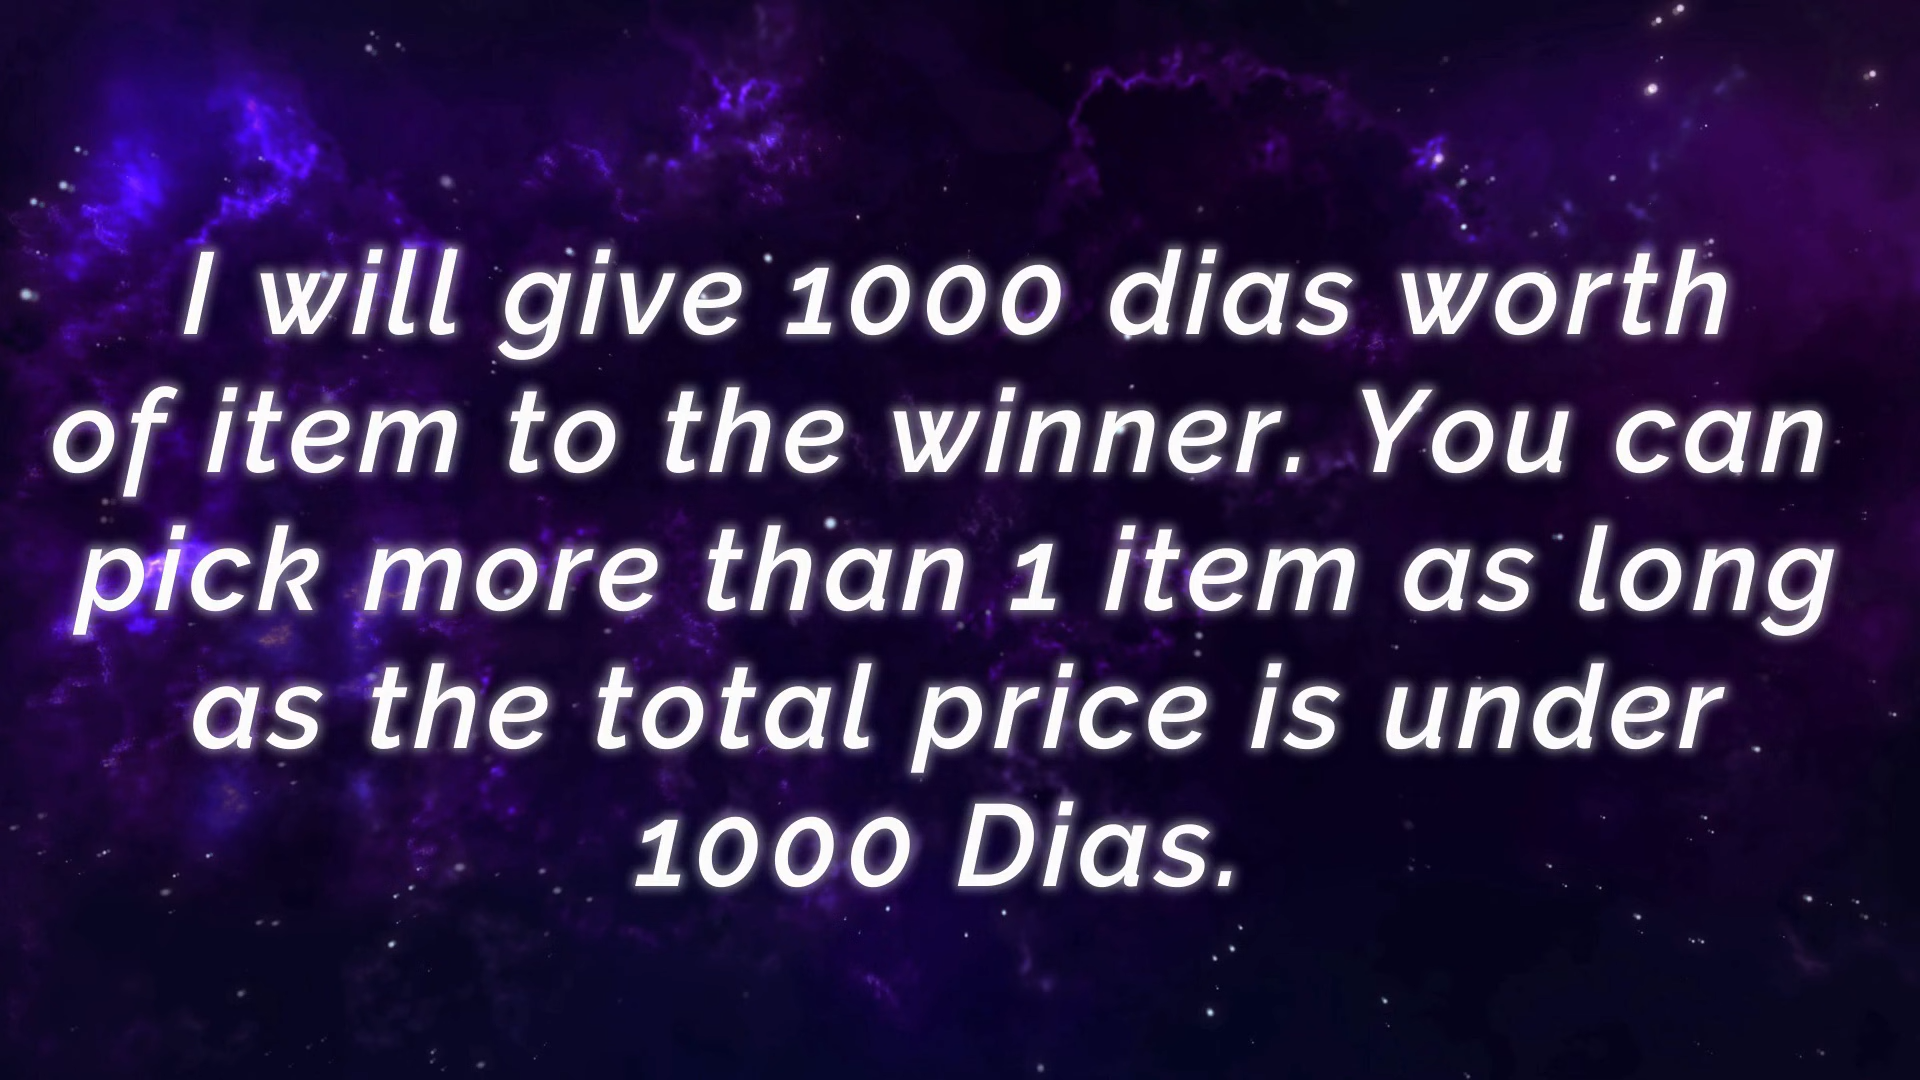 I will give 1000 dias worth
of item to the winner. You can
pick more than 1 item as long
as the total price is under
1000 Dias.